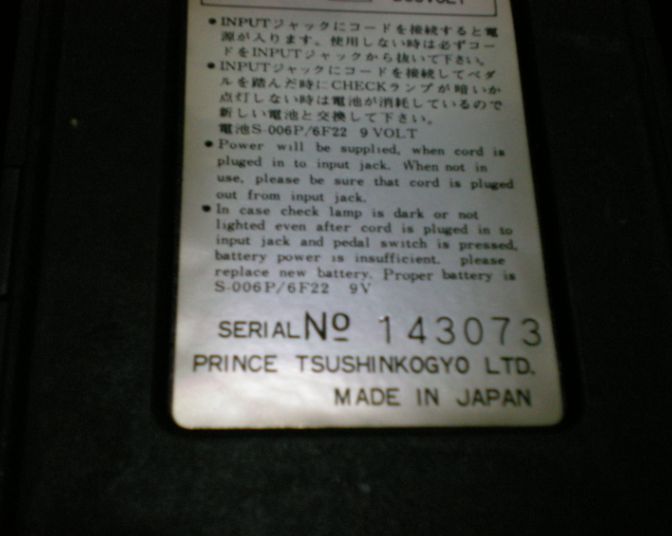 ● INPUTジャックにコードを接続すると電
源が入ります。使用しない時は必ずコー
ドをINPUTジャックから抜いて下さい。
● INPUTジャックにコードを接続してペダ
ルを踏んだ時にCHECKランプが暗いか
点灯しない時は電池が消耗しているので
新しい電池と交換して下さい。
電池S-006P/6F22 9VOLT
● Power will be supplied, when cord is
pluged in to input jack. When not in
use, please be sure that cord is pluged
out from input jack.
● In case check lamp is dark or not
lighted even after cord is pluged in to
input jack and pedal switch is pressed,
battery power is insufficient. please
replace new battery. Proper battery is
S-006P/6F22 9V
SERIAL No 143073
PRINCE TSUSHINKOGYO LTD.
MADE IN JAPAN